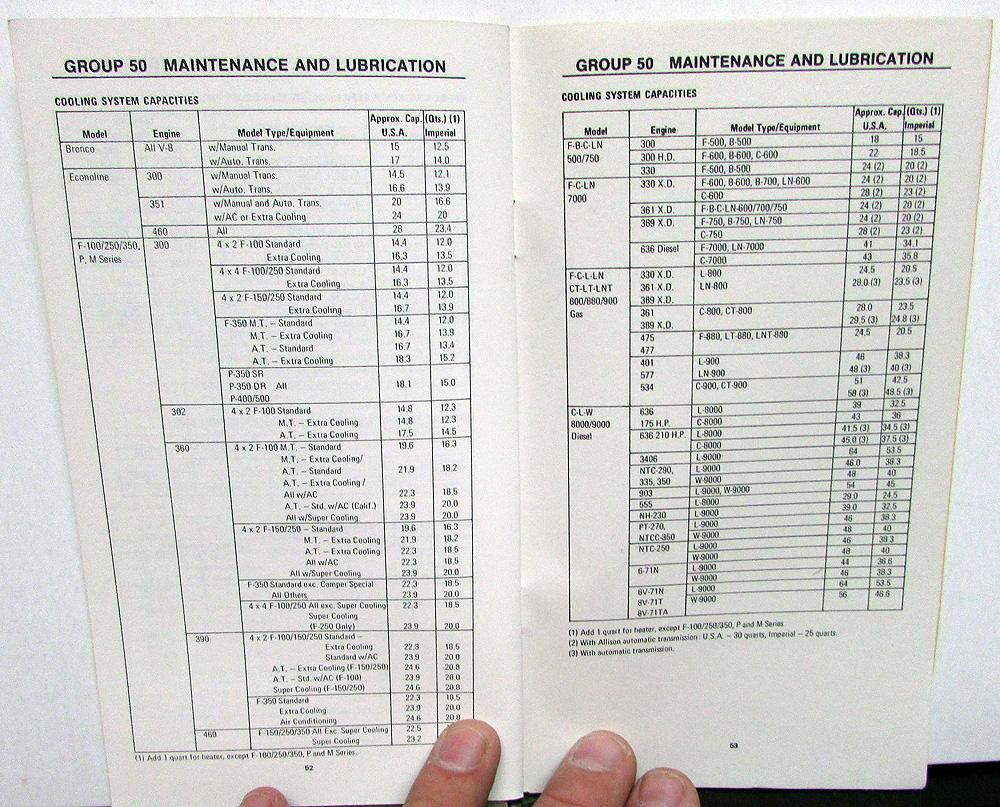 GROUP 50 MAINTENANCE AND LUBRICATION
COOLING SYSTEM CAPACITIES
Model Engine Model Type/Equipment Approx. Cap. (Qts.) (1)
U.S.A. Imperial
Bronco All V-8 w/Manual Trans. 15 12.5
w/Auto. Trans. 17 14.0
Econoline 300 w/Manual Trans. 14.5 12.1
w/Auto. Trans. 16.6 13.9
351 w/Manual and Auto. Trans. 20 16.6
w/AC or Extra Cooling 24 20
460 All 28 23.4
F-100/250/350, 300 4 x 2 F-100 Standard 14.4 12.0
P, M Series Extra Cooling 16.3 13.5
4 x 4 F-100/250 Standard 14.4 12.0
Extra Cooling 16.3 13.5
4 x 2 F-150/250 Standard 14.4 12.0
Extra Cooling 16.7 13.9
F-350 M.T. – Standard 14.4 12.0
M.T. – Extra Cooling 16.7 13.9
A.T. – Standard 16.7 13.4
A.T. – Extra Cooling 18.3 15.2
P-350 SR
P-350 DR All 18.1 15.0
P-400/500
302 4 x 2 F-100 Standard 14.8 12.3
M.T. – Extra Cooling 14.8 12.3
A.T. – Extra Cooling 17.5 14.5
360 4 x 2 F-100 M.T. – Standard 19.6 16.3
M.T. – Extra Cooling/
A.T. – Standard 21.9 18.2
A.T. – Extra Cooling /
All w/AC 22.3 18.5
A.T. – Std. w/AC (Calif.) 23.9 20.0
All w/Super Cooling 23.9 20.0
4 x 2 F-150/250 – Standard 19.6 16.3
M.T. – Extra Cooling 21.9 18.2
A.T. – Extra Cooling 22.3 18.5
All w/AC 22.3 18.5
All w/Super Cooling 23.9 20.0
F-350 Standard exc. Camper Special 22.3 18.5
All Others 23.9 20.0
4 x 4 F-100/250 All exc. Super Cooling 22.3 18.5
Super Cooling
(F-250 Only) 23.9 20.0
390 4 x 2 F-100/150/250 Standard –
Extra Cooling 22.3 18.5
Standard w/AC 23.9 20.0
A.T. – Extra Cooling (F-150/250) 24.6 20.8
A.T. – Std. w/AC (F-100) 23.9 20.0
Super Cooling (F-150/250) 24.6 20.8
F-350 Standard 22.3 18.5
Extra Cooling 23.9 20.0
Air Conditioning 24.6 20.8
460 F-150/250/350 All Exc. Super Cooling 22.5
Super Cooling 23.2
(1) Add 1 quart for heater, except F-100/250/350, P and M Series.
52
GROUP 50 MAINTENANCE AND LUBRICATION
COOLING SYSTEM CAPACITIES
Model Engine Model Type/Equipment Approx. Cap. (Qts.) (1)
U.S.A. Imperial
F-B-C-LN 300 F-500, B-500 18 15
500/750 300 H.D. F-600, B-600, C-600 22 18.5
330 F-500, B-500 24 (2) 20 (2)
F-C-LN 330 X.D. F-600, B-600, B-700, LN-600 24 (2) 20 (2)
7000 C-600 28 (2) 23 (2)
361 X.D. F-B-C-LN-600/700/750 24 (2) 20 (2)
389 X.D. F-750, B-750, LN-750 24 (2) 20 (2)
C-750 28 (2) 23 (2)
636 Diesel F-7000, LN-7000 41 34.1
C-7000 43 35.8
F-C-L-LN 330 X.D. L-800 24.5 20.5
CT-LT-LNT 361 X.D. LN-800 28.0 (3) 23.5 (3)
800/880/900 389 X.D.
Gas 361 C-800, CT-800 28.0 23.5
389 X.D. 29.5 (3) 24.8 (3)
475 F-880, LT-880, LNT-880 24.5 20.5
477
401 L-900 46 38.3
577 LN-900 48 (3) 40 (3)
534 C-900, CT-900 51 42.5
58 (3) 48.5 (3)
C-L-W 636 L-8000 39 32.5
8000/9000 175 H.P. C-8000 43 36
Diesel 636 210 H.P. L-8000 41.5 (3) 34.5 (3)
C-8000 45.0 (3) 37.5 (3)
3406 L-9000 64 53.5
NTC-290, L-9000 46.0 38.3
335, 350 W-9000 48 40
903 L-9000, W-9000 54 45
555 L-8000 29.0 24.5
NH-230 L-9000 39.0 32.5
PT-270, L-9000 46 38.3
NTCC-350 W-9000 48 40
NTC-250 L-9000 46 38.3
W-9000 48 40
6-71N L-9000 44 36.6
W-9000 46 38.3
8V-71N L-9000 64 53.5
8V-71T W-9000 56 46.6
8V-71TA
(1) Add 1 quart for heater, except F-100/250/350, P and M Series
(2) With Allison automatic transmission: U.S.A. – 30 quarts, Imperial – 25 quarts.
(3) With automatic transmission.
53